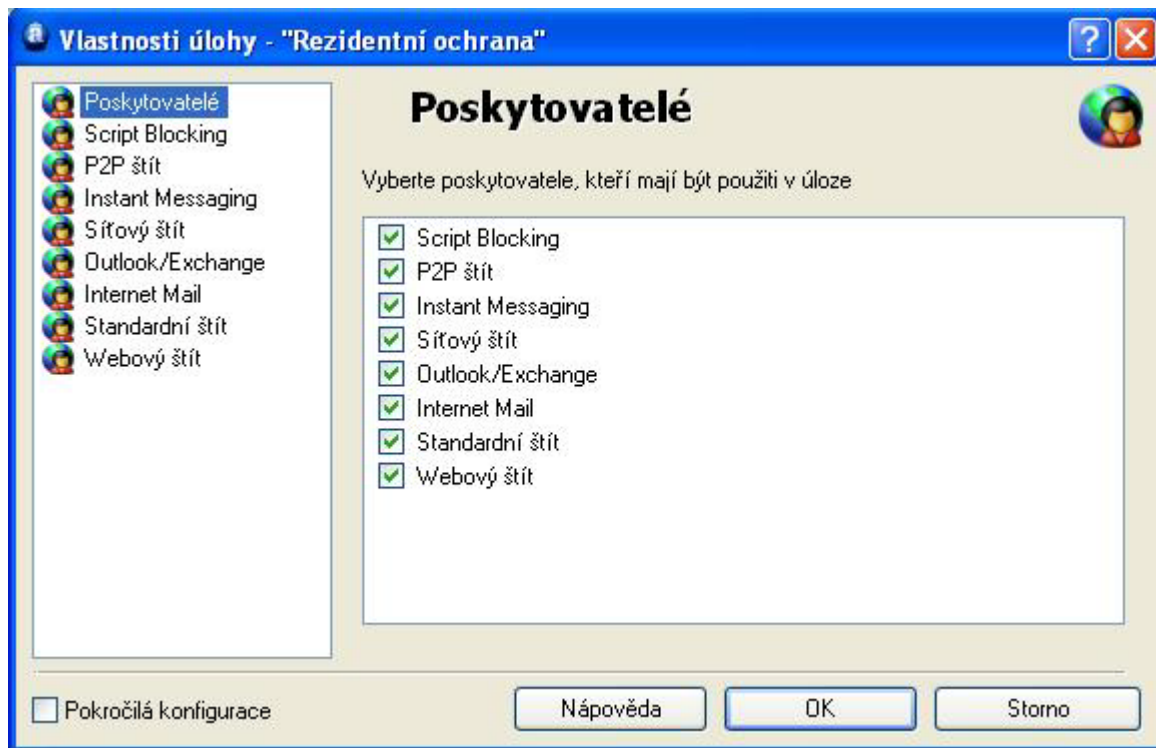 Vlastnosti úlohy - "Rezidentní ochrana"
Poskytovatelé
Script Blocking
P2P štít
Instant Messaging
Síťový štít
Outlook/Exchange
Internet Mail
Standardní štít
Webový štít
Poskytovatelé
Vyberte poskytovatele, kteří mají být použiti v úloze
Script Blocking
P2P štít
Instant Messaging
Síťový štít
Outlook/Exchange
Internet Mail
Standardní štít
Webový štít
Pokročilá konfigurace
Nápověda
OK
Storno